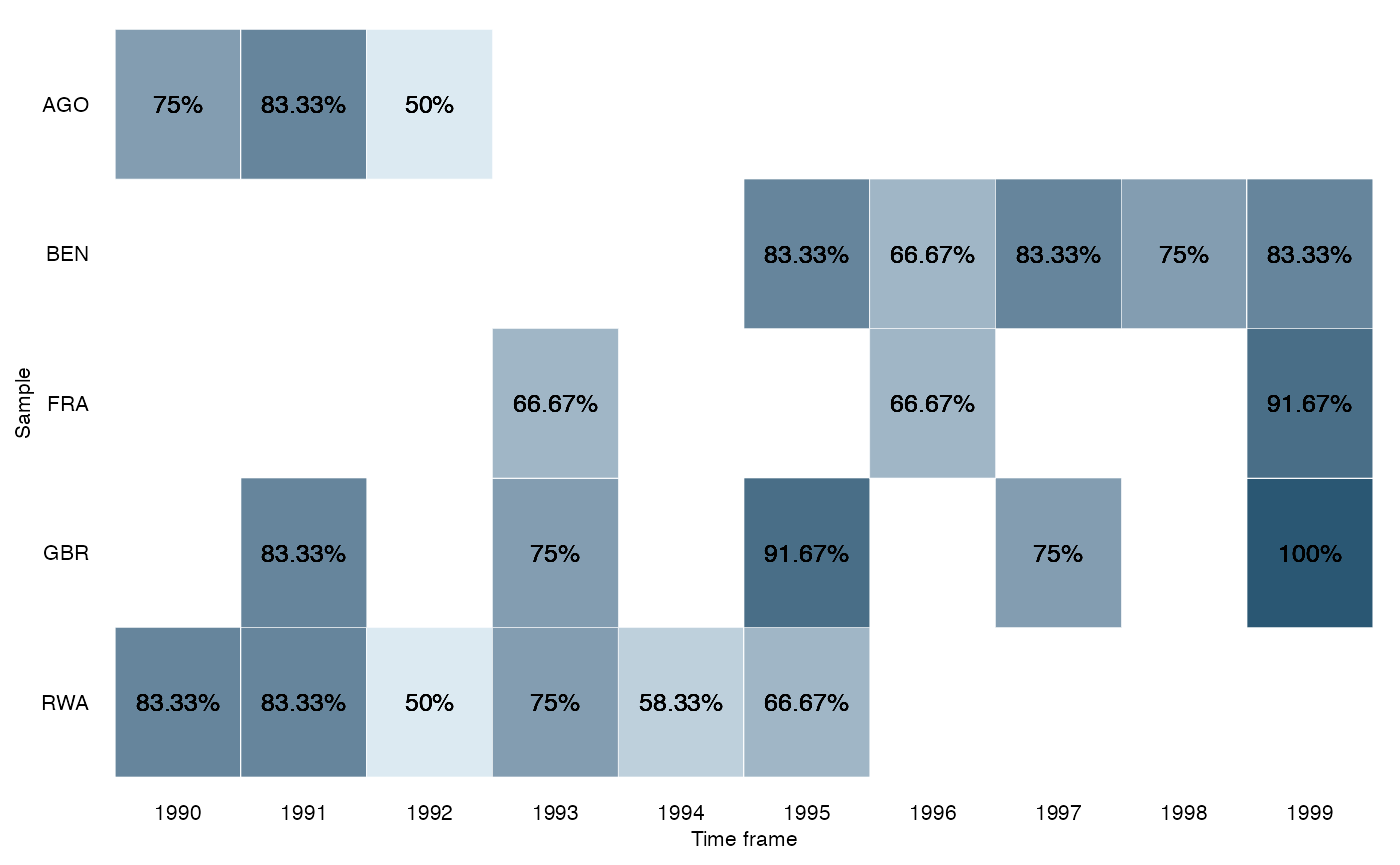 AGO 75% 83.33% 50%
BEN 83.33% 66.67% 83.33% 75% 83.33%
Sample
FRA 66.67% 66.67% 91.67%
GBR 83.33% 75% 91.67% 75% 100%
RWA 83.33% 83.33% 50% 75% 58.33% 66.67%
1990 1991 1992 1993 1994 1995 1996 1997 1998 1999
Time frame